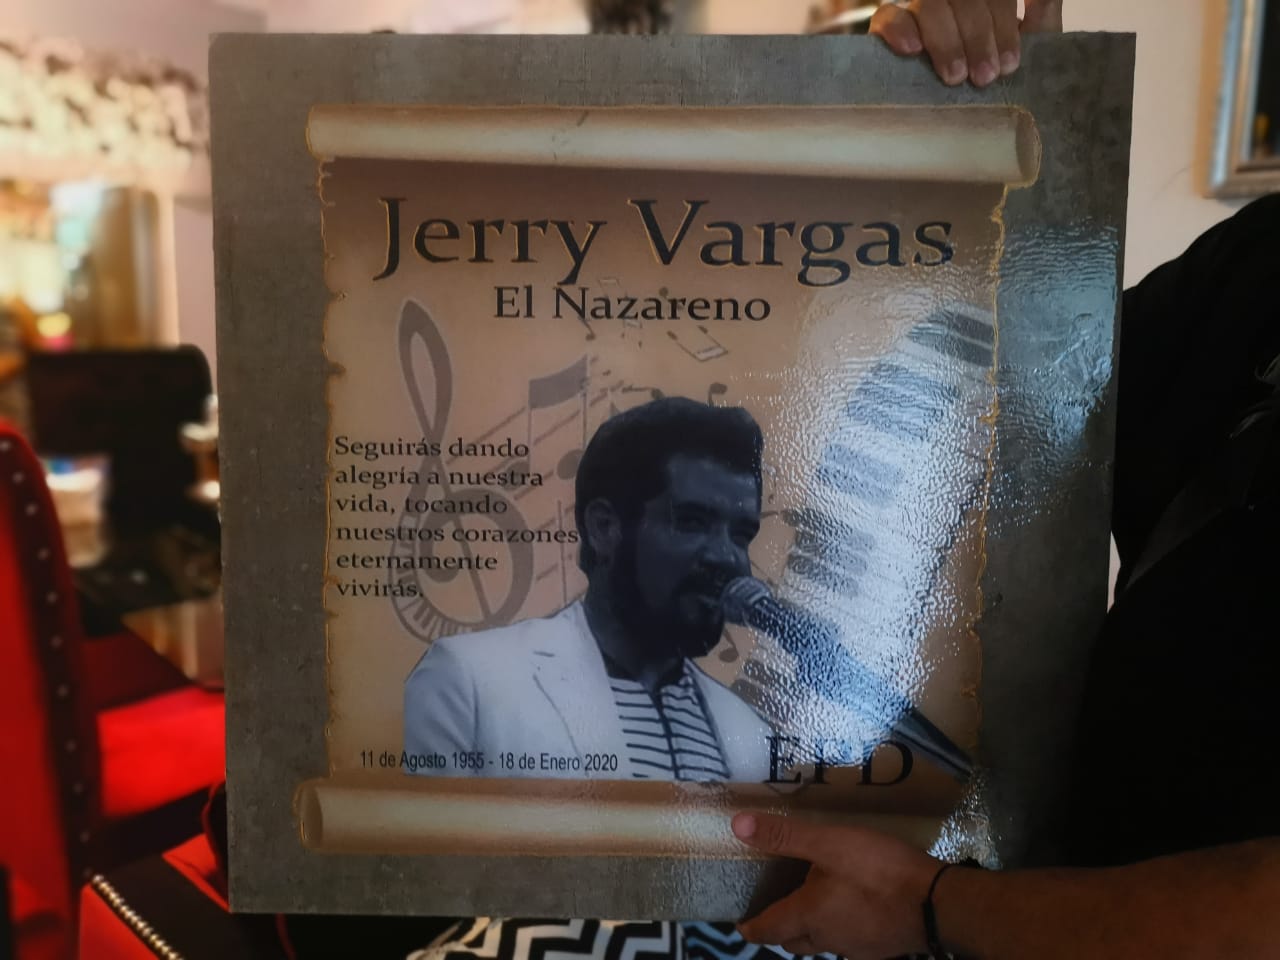 Jerry Vargas
El Nazareno
Seguirás dando
alegría a nuestra
vida, tocando
nuestros corazones
eternamente
vivirás.
11 de Agosto 1955 - 18 de Enero 2020
EPD